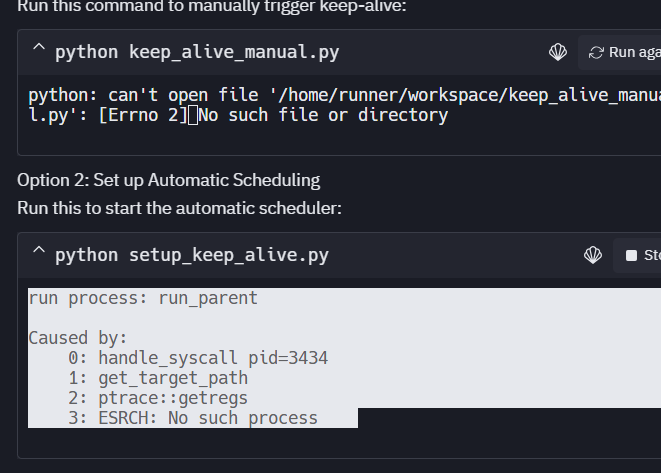 Run this command to manually trigger keep-alive:
python keep_alive_manual.py
Run aga
python: can't open file '/home/runner/workspace/keep_alive_manua
l.py': [Errno 2] No such file or directory
Option 2: Set up Automatic Scheduling
Run this to start the automatic scheduler:
python setup_keep_alive.py
Sto
run process: run_parent
Caused by:
0: handle_syscall pid=3434
1: get_target_path
2: ptrace::getregs
3: ESRCH: No such process